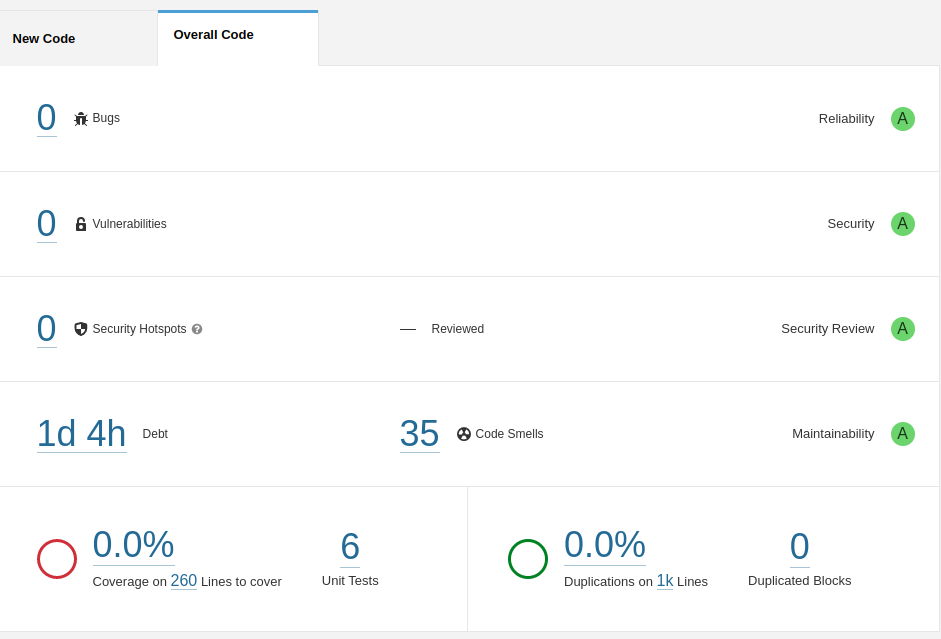 New Code
Overall Code
0 Bugs Reliability A
0 Vulnerabilities Security A
0 Security Hotspots ? — Reviewed Security Review A
1d 4h Debt 35 Code Smells Maintainability A
0.0% 6 0.0% 0
Coverage on 260 Lines to cover Unit Tests Duplications on 1k Lines Duplicated Blocks